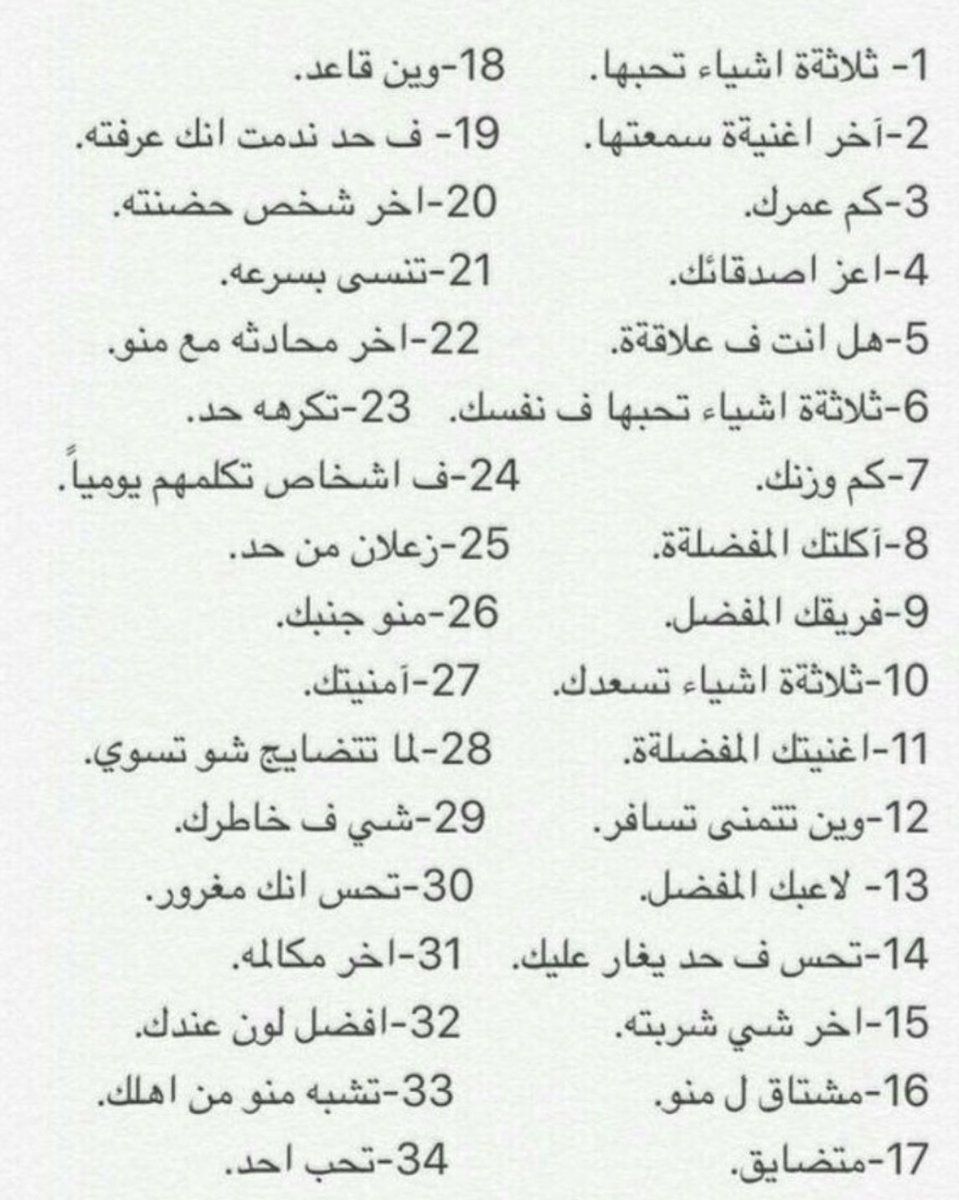 1- ثلاثةة اشياء تحبها.
2-آخر اغنيةة سمعتها.
3-كم عمرك.
4-اعز اصدقائك.
5-هل انت ف علاقةة.
6-ثلاثةة اشياء تحبها ف نفسك.
7-كم وزنك.
8-آكلتك المفضلةة.
9-فريقك المفضل.
10-ثلاثةة اشياء تسعدك.
11-اغنيتك المفضلةة.
12-وين تتمنى تسافر.
13- لاعبك المفضل.
14-تحس ف حد يغار عليك.
15-اخر شي شربته.
16-مشتاق ل منو.
17-متضايق.
18-وين قاعد.
19- ف حد ندمت انك عرفته.
20-اخر شخص حضنته.
21-تنسى بسرعه.
22-اخر محادثه مع منو.
23-تكرهه حد.
24-ف اشخاص تكلمهم يومياً.
25-زعلان من حد.
26-منو جنبك.
27-آمنيتك.
28-لما تتضايج شو تسوي.
29-شي ف خاطرك.
30-تحس انك مغرور.
31-اخر مكالمه.
32-افضل لون عندك.
33-تشبه منو من اهلك.
34-تحب احد.